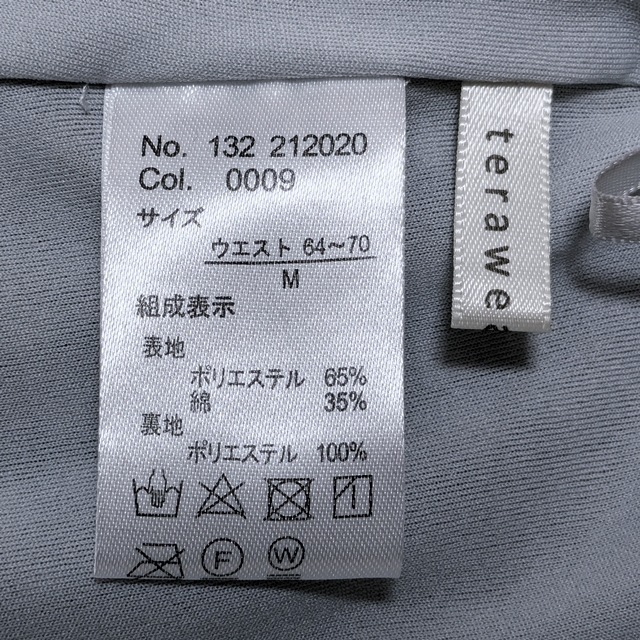 No. 132 212020
Col. 0009
サイズ
ウエスト 64～70
M
組成表示
表地
ポリエステル 65%
綿 35%
裏地
ポリエステル 100%
F
W
terawe